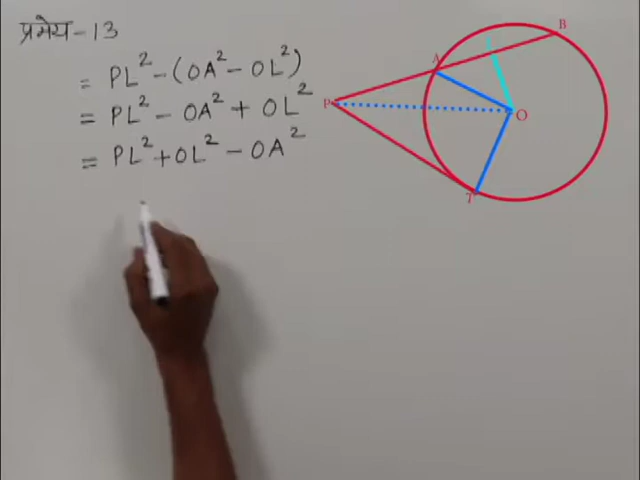 प्रमेय-13
= PL² - (OA² - OL²)
= PL² - OA² + OL²
= PL² + OL² - OA²
A
B
P
O
T